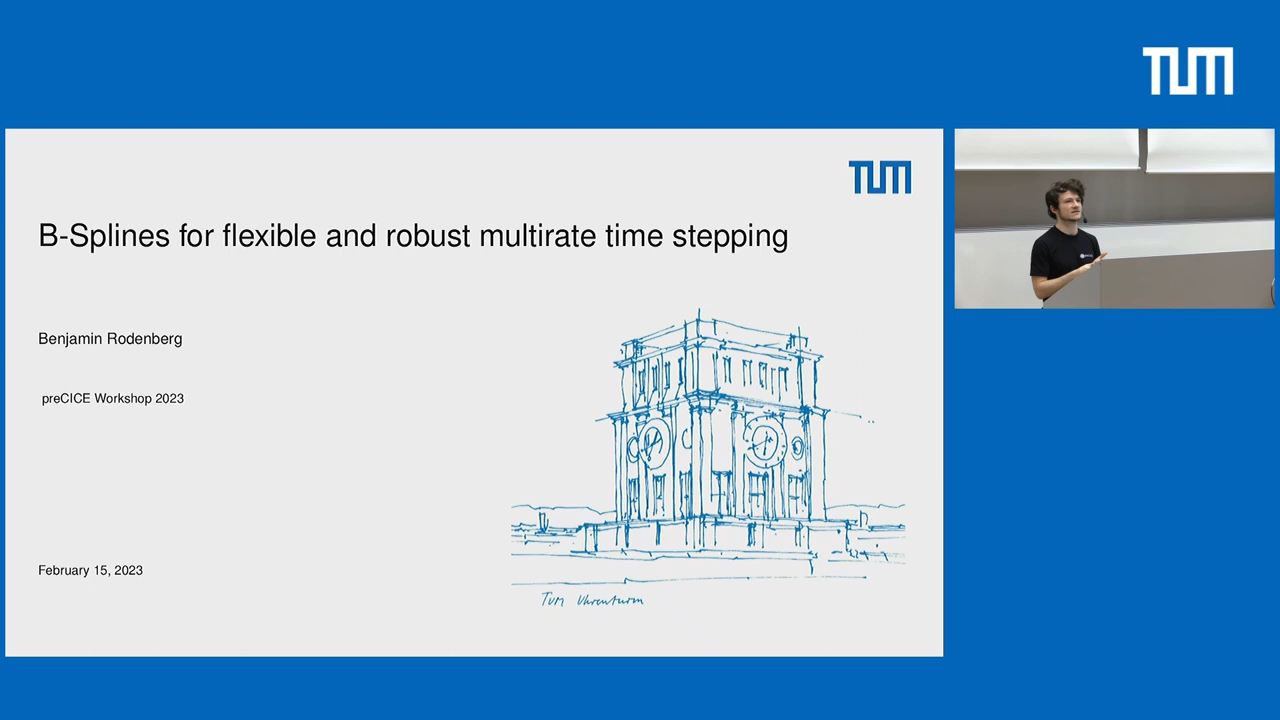 TUM
TUM
B-Splines for flexible and robust multirate time stepping
Benjamin Rodenberg
preCICE Workshop 2023
February 15, 2023
TUM Uhrenturm